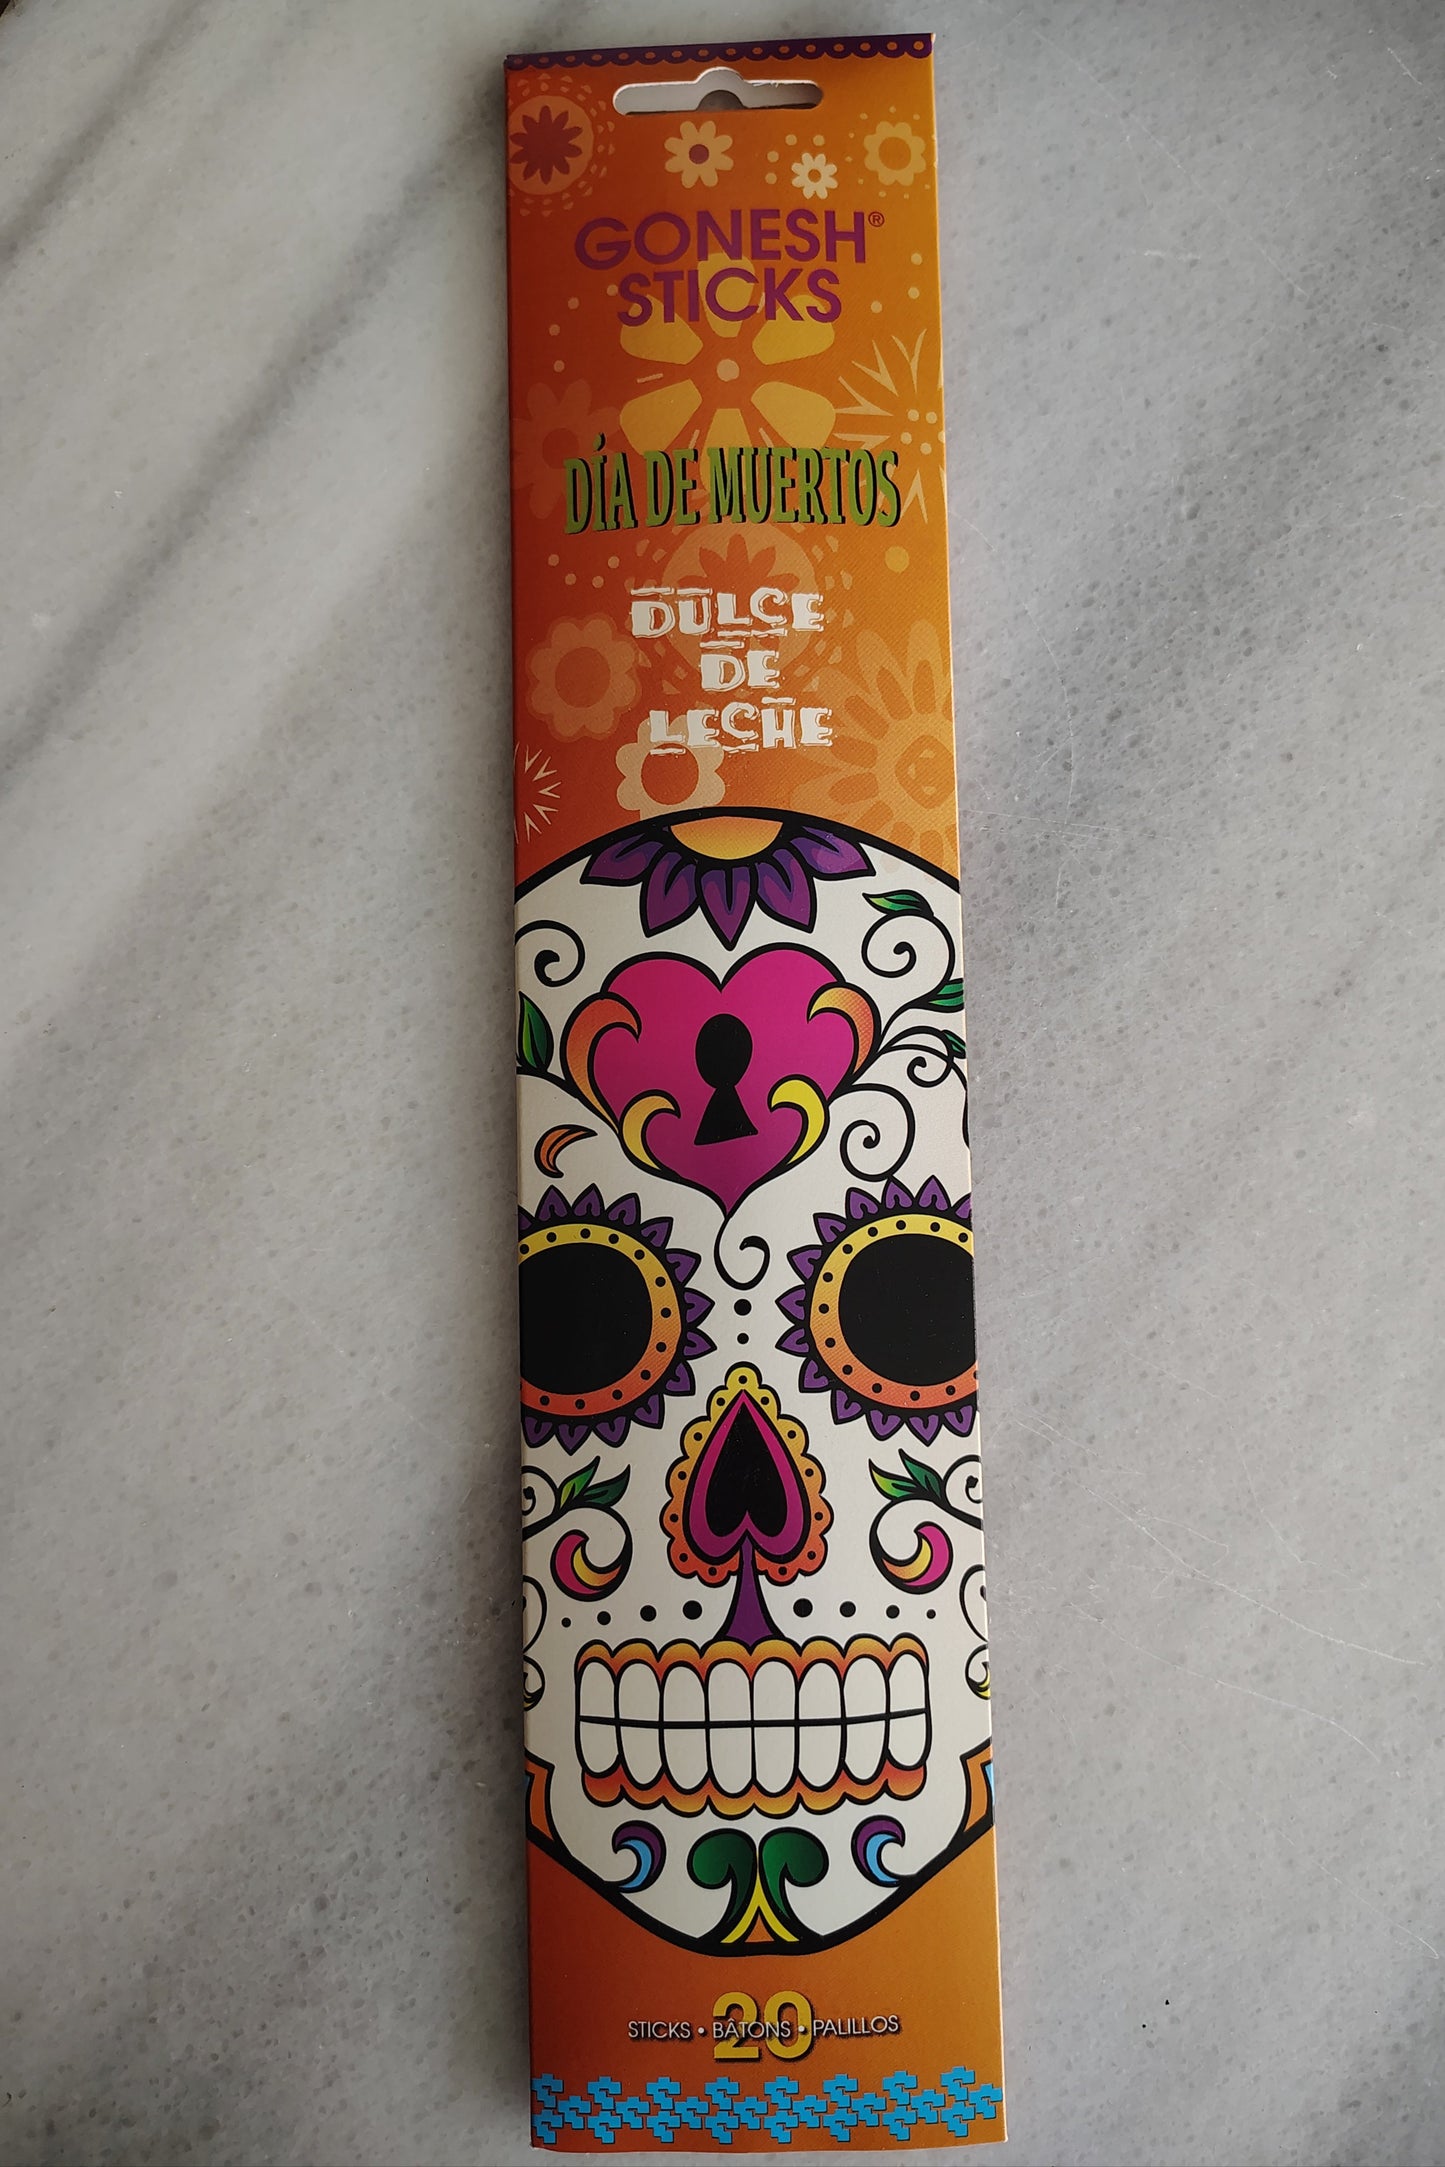 GONESH®
STICKS
DÍA DE MUERTOS
DULCE
DE
LECHE
20
STICKS • BÂTONS • PALILLOS